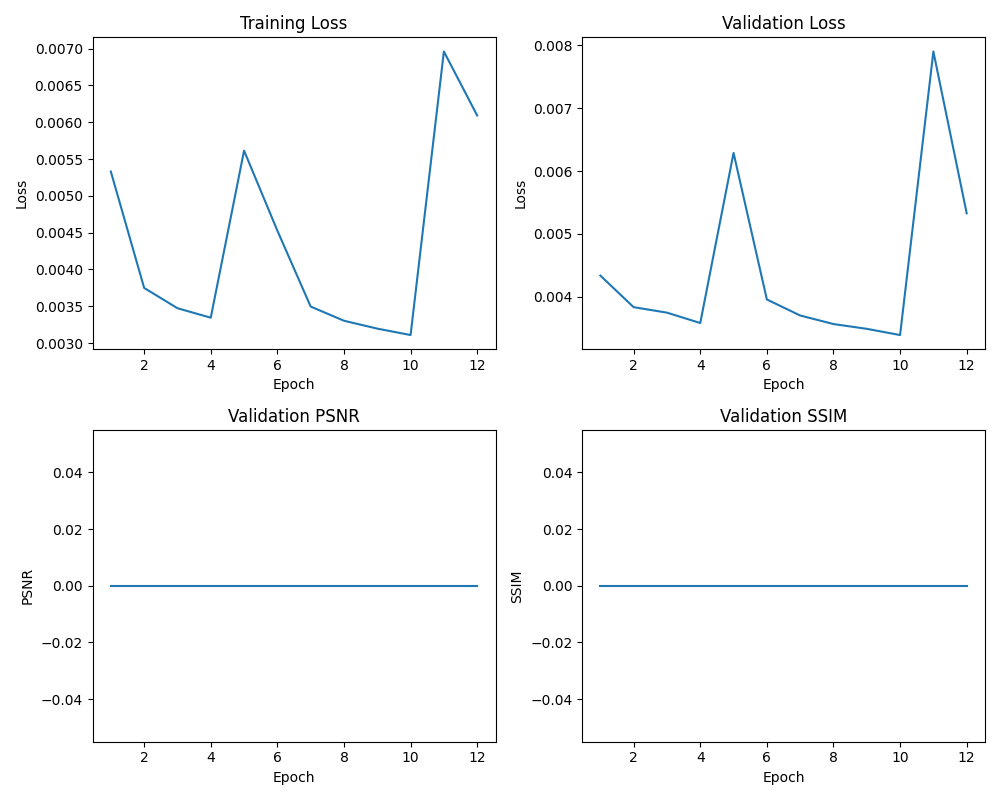 Training Loss
0.0070
0.0065
0.0060
0.0055
0.0050
0.0045
0.0040
0.0035
0.0030
Loss
2 4 6 8 10 12
Epoch
Validation Loss
0.008
0.007
0.006
0.005
0.004
Loss
2 4 6 8 10 12
Epoch
Validation PSNR
0.04
0.02
0.00
−0.02
−0.04
PSNR
2 4 6 8 10 12
Epoch
Validation SSIM
0.04
0.02
0.00
−0.02
−0.04
SSIM
2 4 6 8 10 12
Epoch